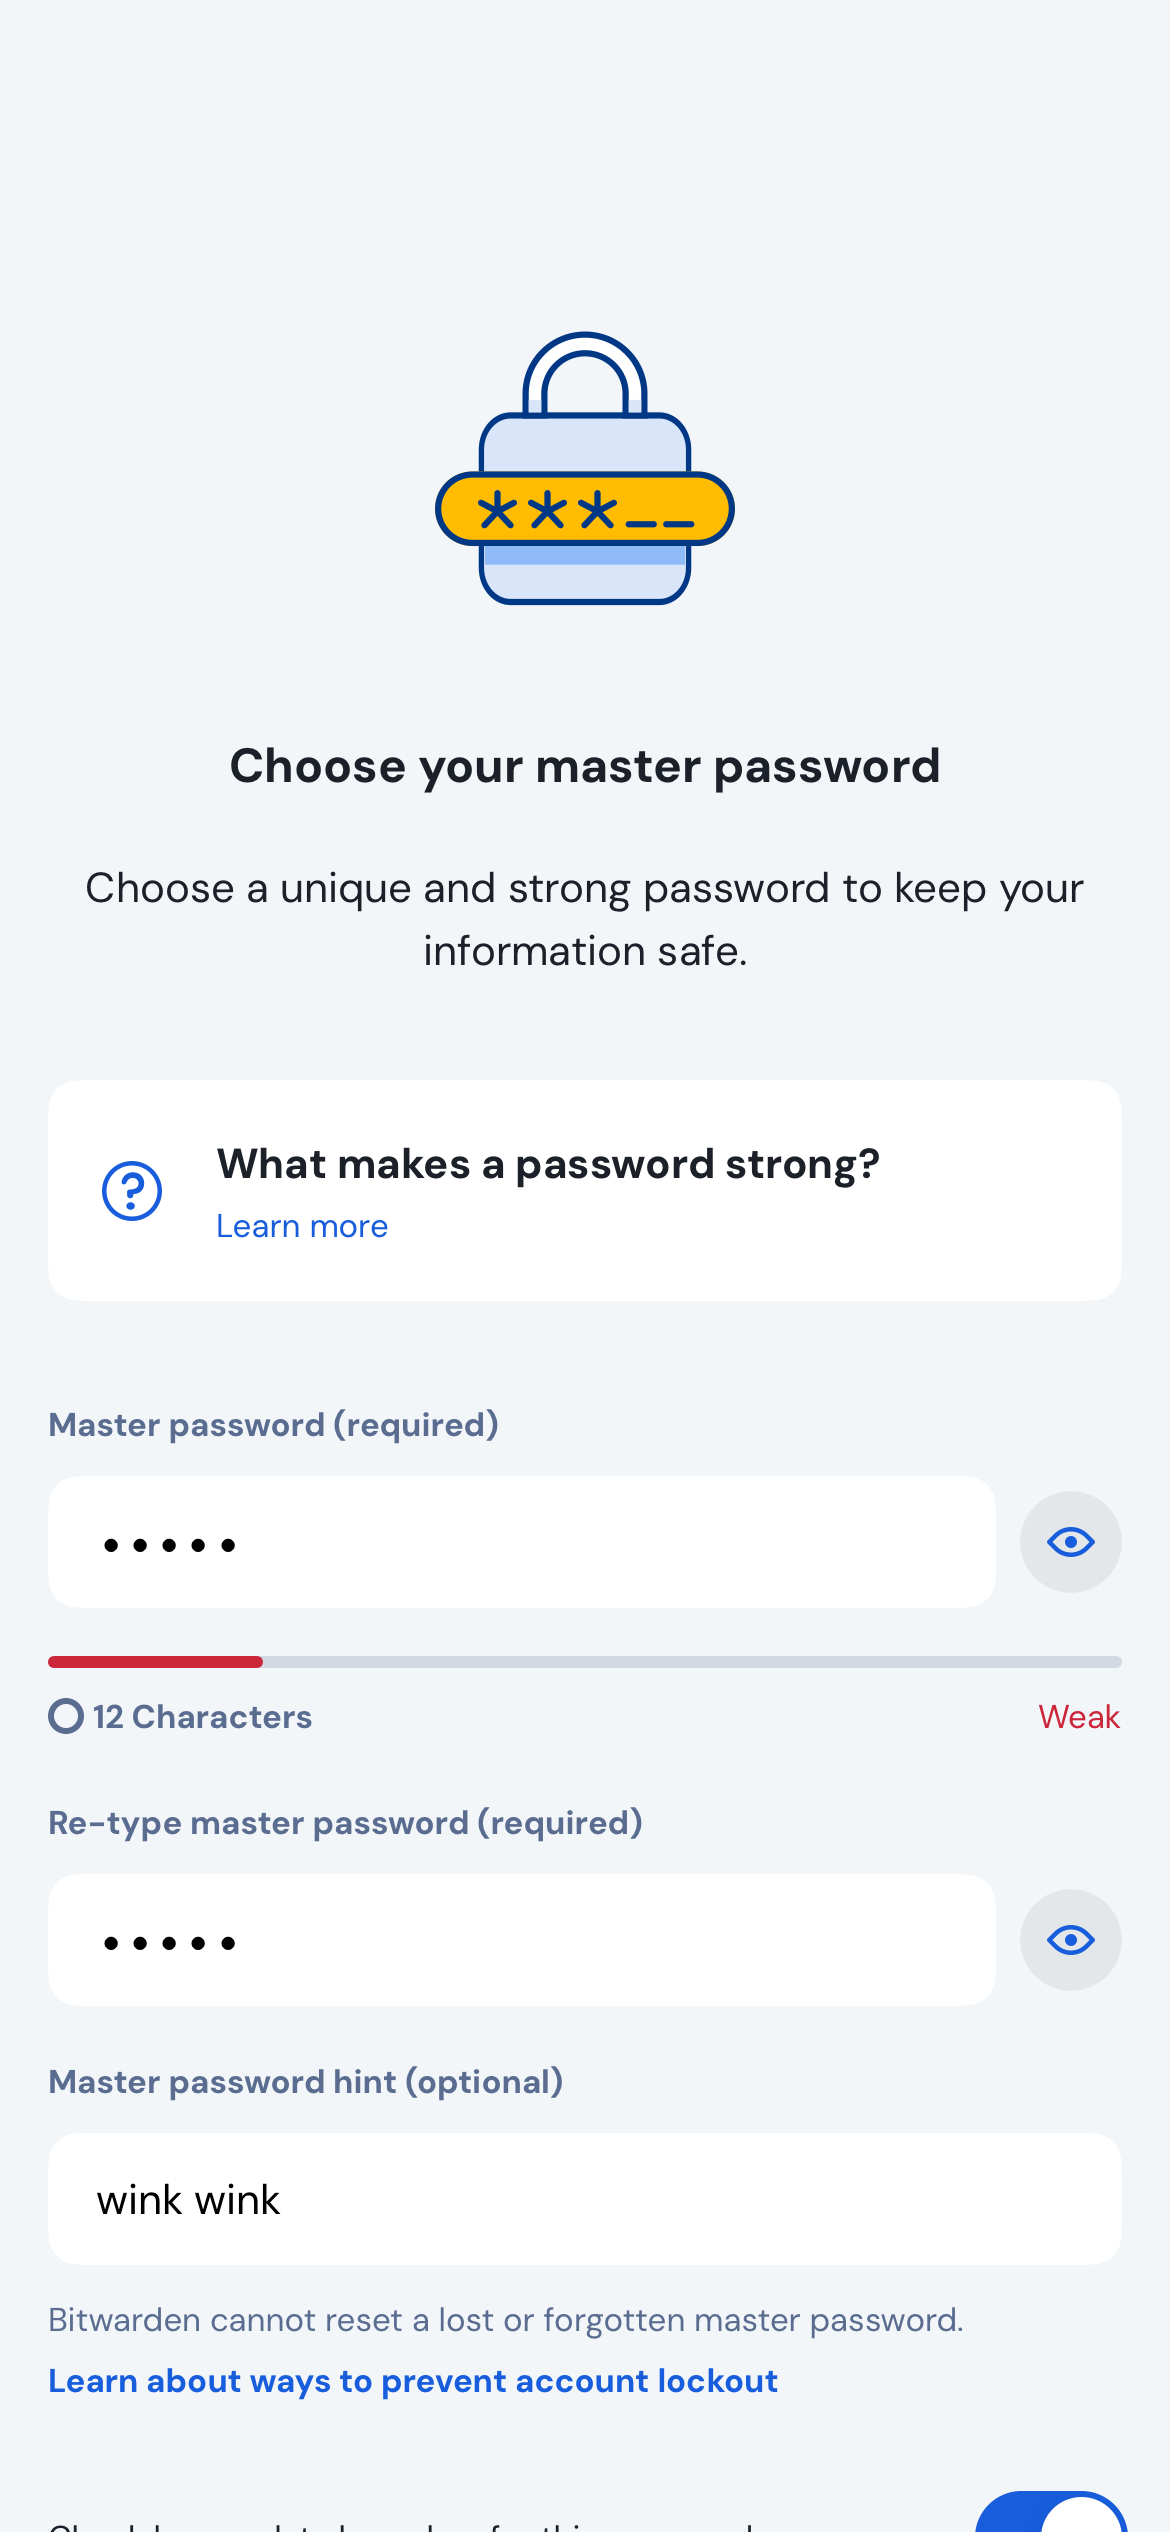 ***__
Choose your master password
Choose a unique and strong password to keep your
information safe.
What makes a password strong?
Learn more
Master password (required)
•••••
12 Characters
Weak
Re-type master password (required)
•••••
Master password hint (optional)
wink wink
Bitwarden cannot reset a lost or forgotten master password.
Learn about ways to prevent account lockout